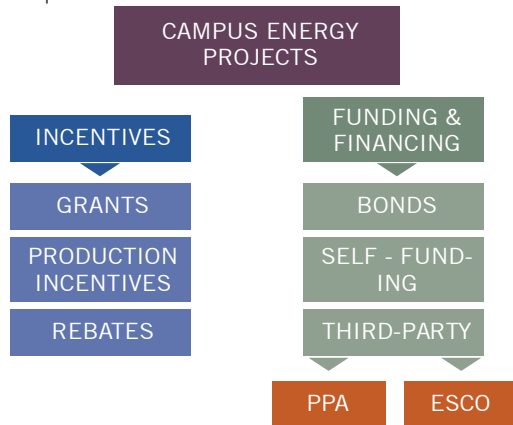 CAMPUS ENERGY
PROJECTS
INCENTIVES
GRANTS
PRODUCTION
INCENTIVES
REBATES
FUNDING &
FINANCING
BONDS
SELF - FUND-
ING
THIRD-PARTY
PPA
ESCO